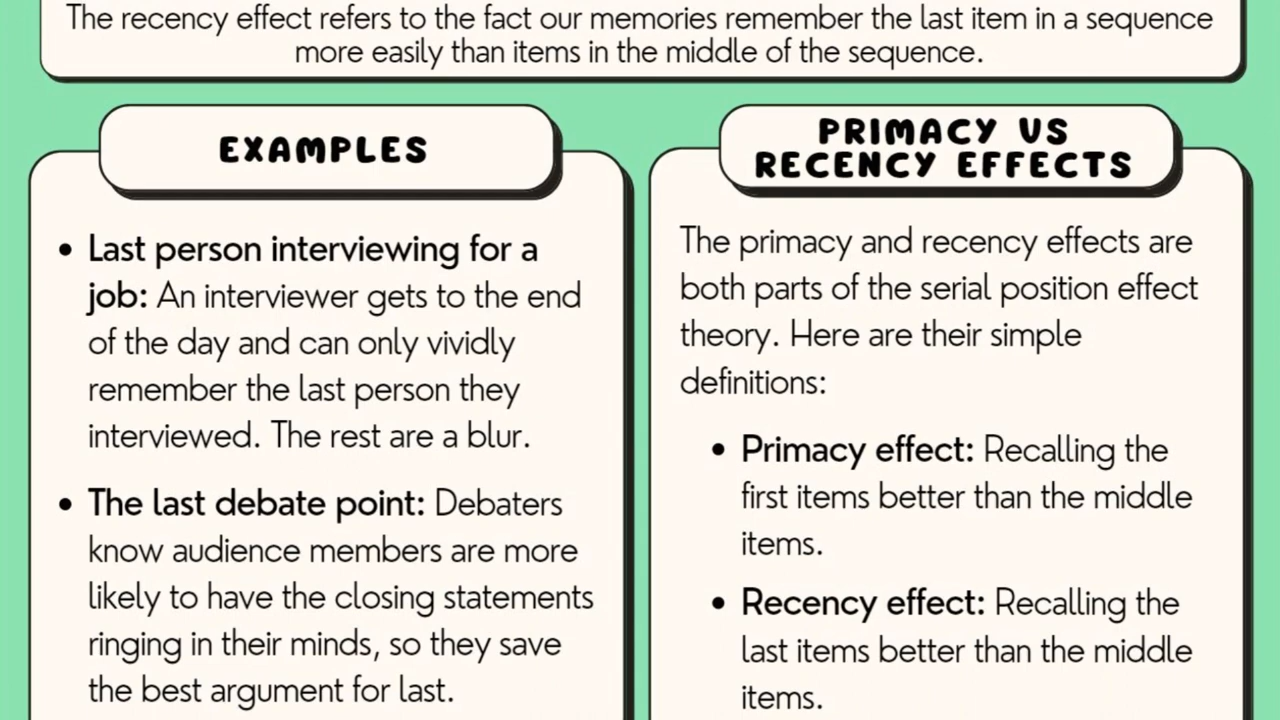 The recency effect refers to the fact our memories remember the last item in a sequence
more easily than items in the middle of the sequence.
EXAMPLES
• Last person interviewing for a
job: An interviewer gets to the end
of the day and can only vividly
remember the last person they
interviewed. The rest are a blur.
• The last debate point: Debaters
know audience members are more
likely to have the closing statements
ringing in their minds, so they save
the best argument for last.
PRIMACY VS
RECENCY EFFECTS
The primacy and recency effects are
both parts of the serial position effect
theory. Here are their simple
definitions:
• Primacy effect: Recalling the
first items better than the middle
items.
• Recency effect: Recalling the
last items better than the middle
items.